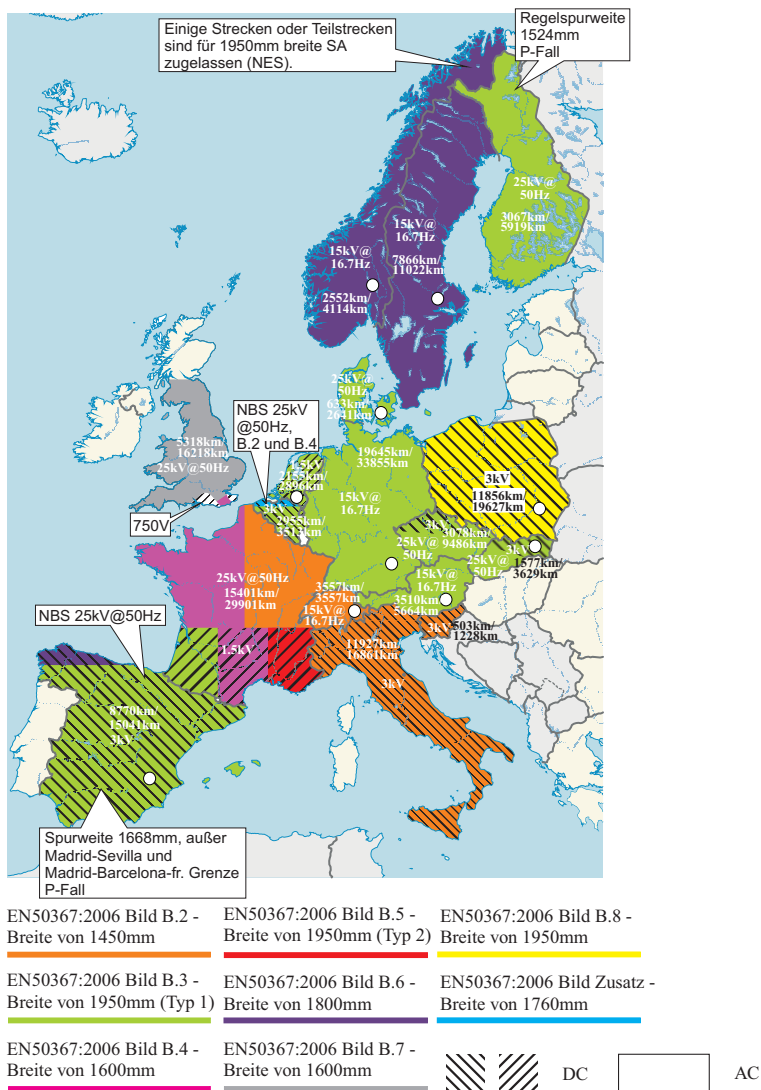 Einige Strecken oder Teilstrecken
sind für 1950mm breite SA
zugelassen (NES).
Regelspurweite
1524mm
P-Fall
25kV@
50Hz
3067km/
5919km
15kV@
16.7Hz
7866km/
11022km
15kV@
16.7Hz
2552km/
4114km
25kV@
50Hz
633km/
2641km
NBS 25kV
@50Hz,
B.2 und B.4
5318km/
16218km
25kV@50Hz
750V
1.5kV
2155km/
2896km
3kV
2955km/
3513km
19645km/
33855km
15kV@
16.7Hz
3kV
11856km/
19627km
3kV
3078km/
9486km
25kV@
50Hz
3kV
25kV@
50Hz
1577km/
3629km
15kV@
16.7Hz
3510km/
5664km
25kV@50Hz
15401km/
29901km
3557km/
3557km
15kV@
16.7Hz
3kV
503km/
1228km
11927km/
16861km
3kV
1.5kV
NBS 25kV@50Hz
8770km/
15041km
3kV
Spurweite 1668mm, außer
Madrid-Sevilla und
Madrid-Barcelona-fr. Grenze
P-Fall
EN50367:2006 Bild B.2 -
Breite von 1450mm
EN50367:2006 Bild B.5 -
Breite von 1950mm (Typ 2)
EN50367:2006 Bild B.8 -
Breite von 1950mm
EN50367:2006 Bild B.3 -
Breite von 1950mm (Typ 1)
EN50367:2006 Bild B.6 -
Breite von 1800mm
EN50367:2006 Bild Zusatz -
Breite von 1760mm
EN50367:2006 Bild B.4 -
Breite von 1600mm
EN50367:2006 Bild B.7 -
Breite von 1600mm
DC
AC